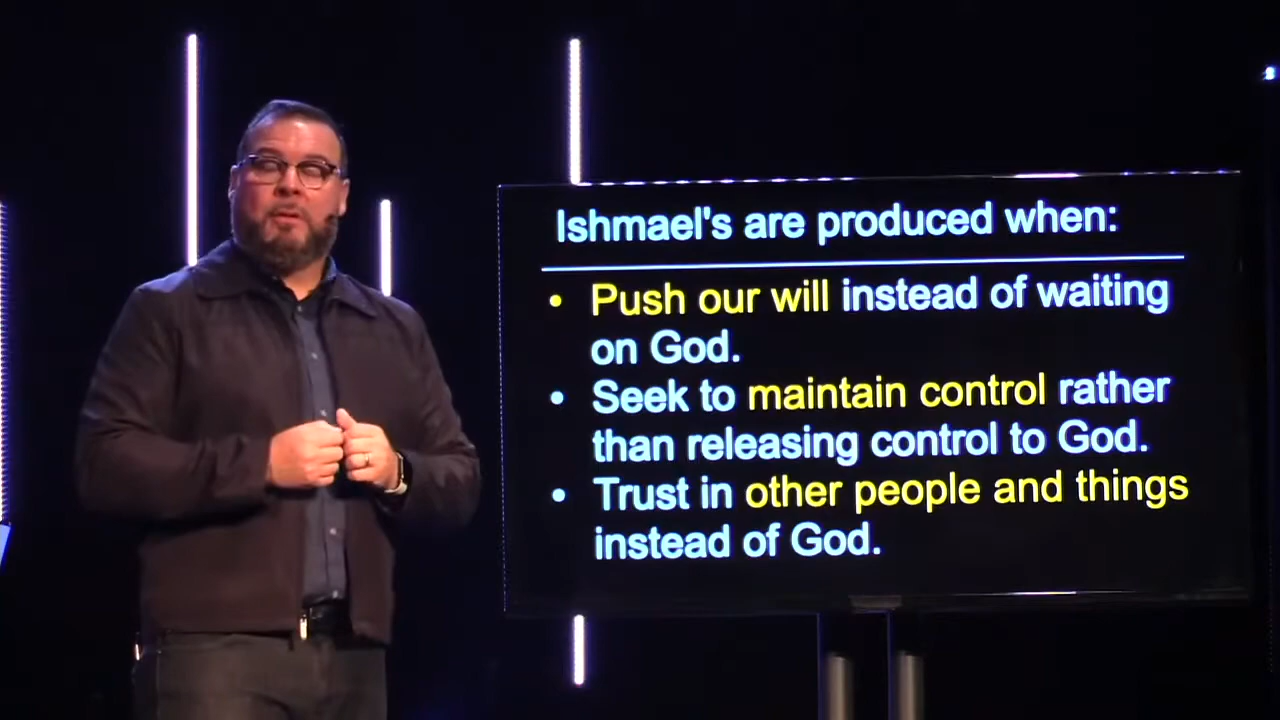 Ishmael's are produced when:
• Push our will instead of waiting
on God.
• Seek to maintain control rather
than releasing control to God.
• Trust in other people and things
instead of God.